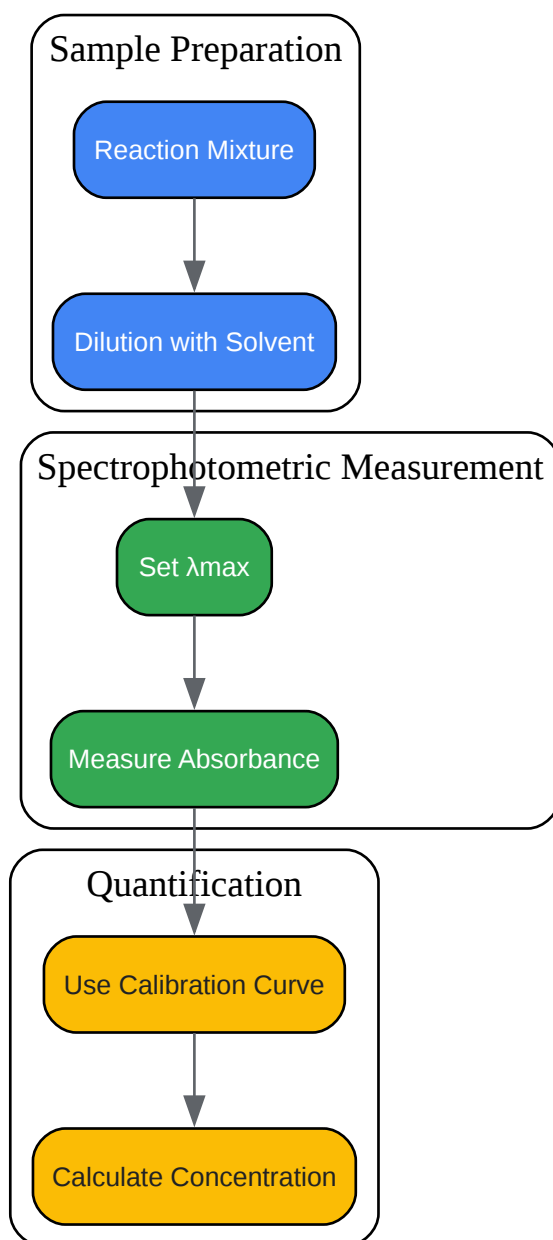 Sample Preparation
Reaction Mixture
Dilution with Solvent
Spectrophotometric Measurement
Set λmax
Measure Absorbance
Quantification
Use Calibration Curve
Calculate Concentration